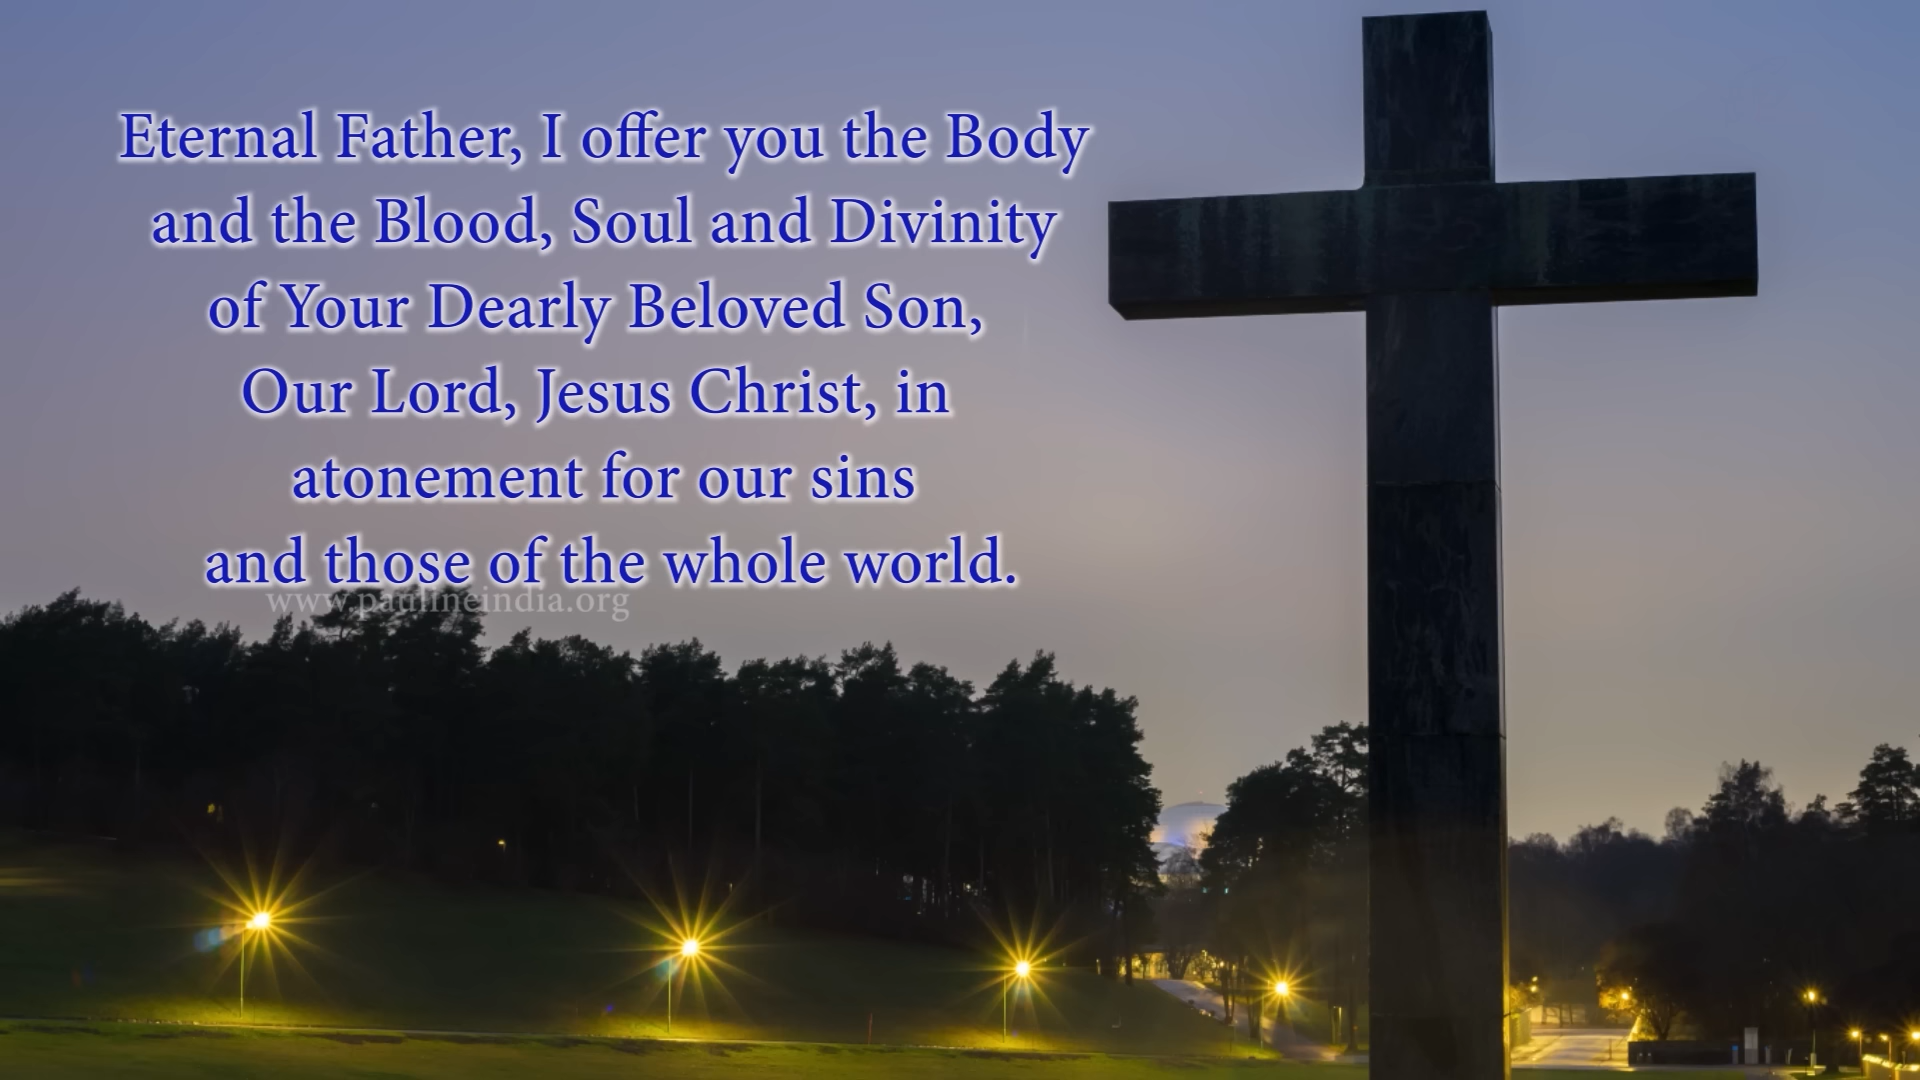 Eternal Father, I offer you the Body
and the Blood, Soul and Divinity
of Your Dearly Beloved Son,
Our Lord, Jesus Christ, in
atonement for our sins
and those of the whole world.
www.paulineindia.org